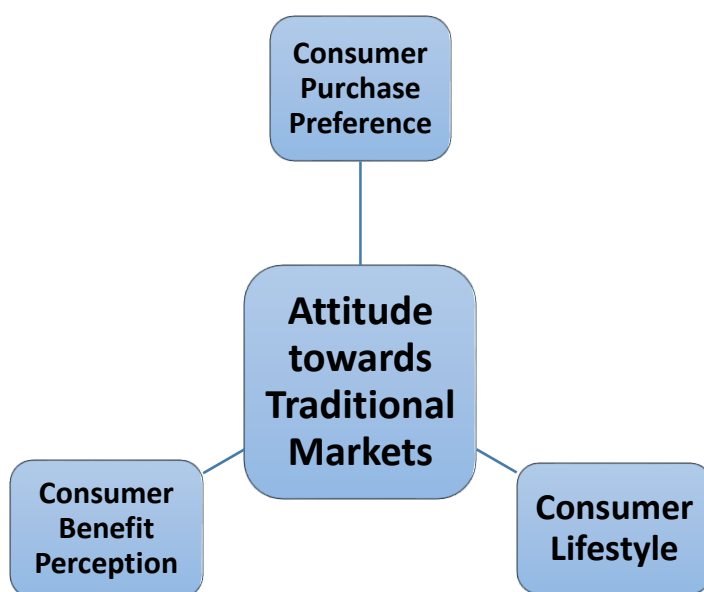 Consumer
Purchase
Preference
Attitude
towards
Traditional
Markets
Consumer
Benefit
Perception
Consumer
Lifestyle